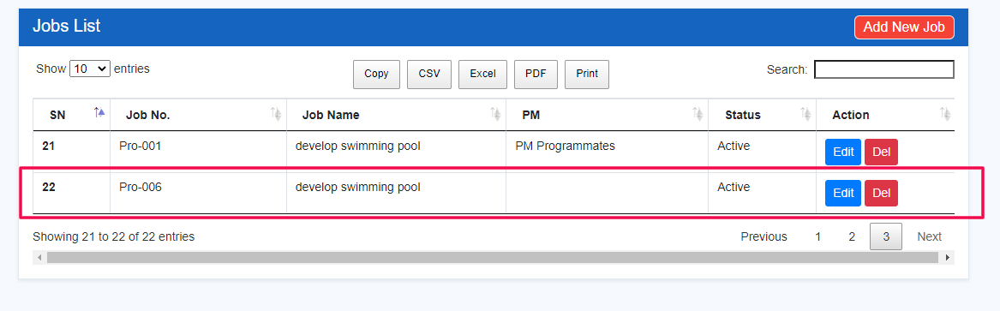 Jobs List Add New Job
Show 10 entries Copy CSV Excel PDF Print Search:
SN Job No. Job Name PM Status Action
21 Pro-001 develop swimming pool PM Programmates Active Edit Del
22 Pro-006 develop swimming pool Active Edit Del
Showing 21 to 22 of 22 entries Previous 1 2 3 Next